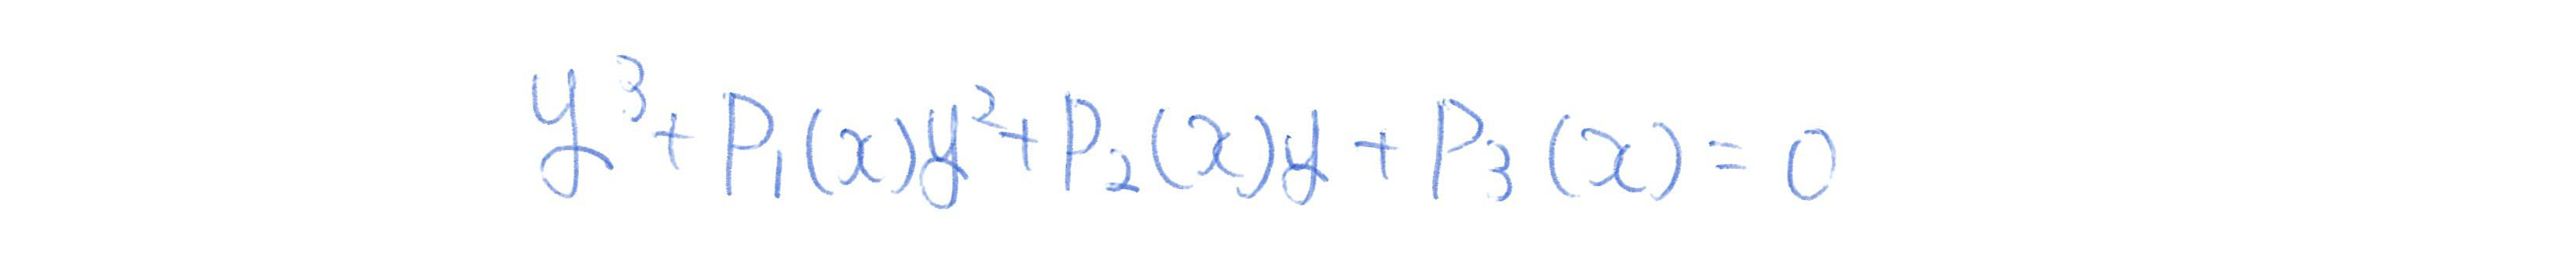 y³ + P₁(x)y² + P₂(x)y + P₃(x) = 0